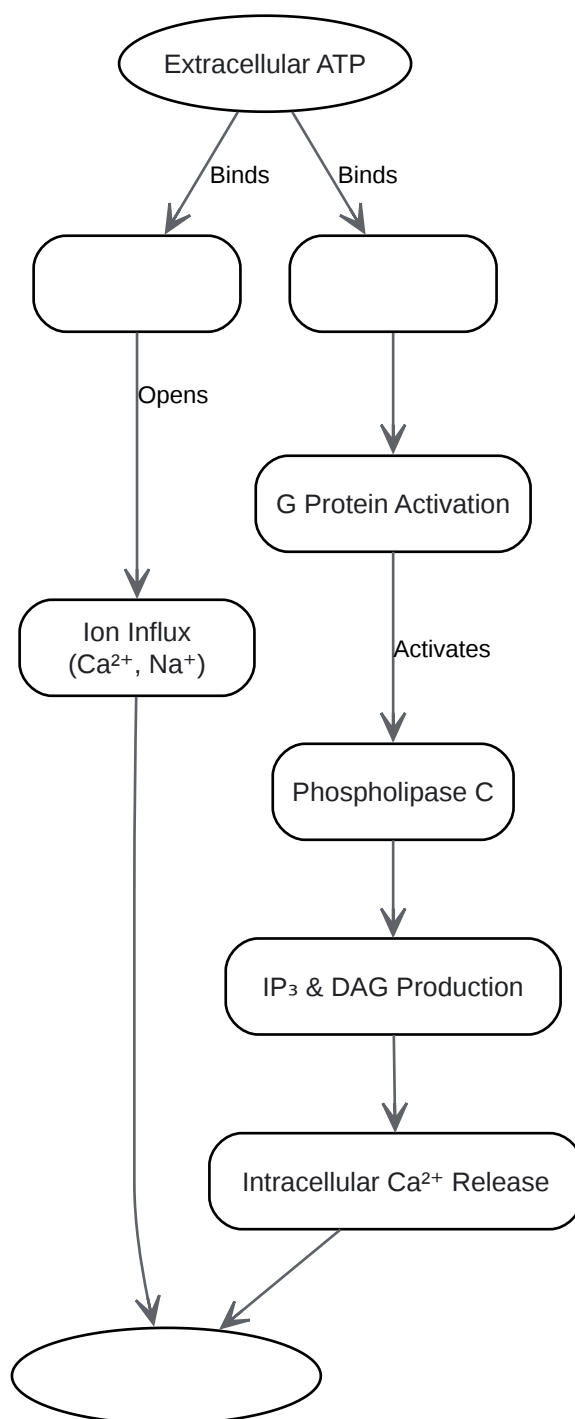 Extracellular ATP
Binds
Binds
Opens
G Protein Activation
Ion Influx
(Ca²⁺, Na⁺)
Activates
Phospholipase C
IP₃ & DAG Production
Intracellular Ca²⁺ Release